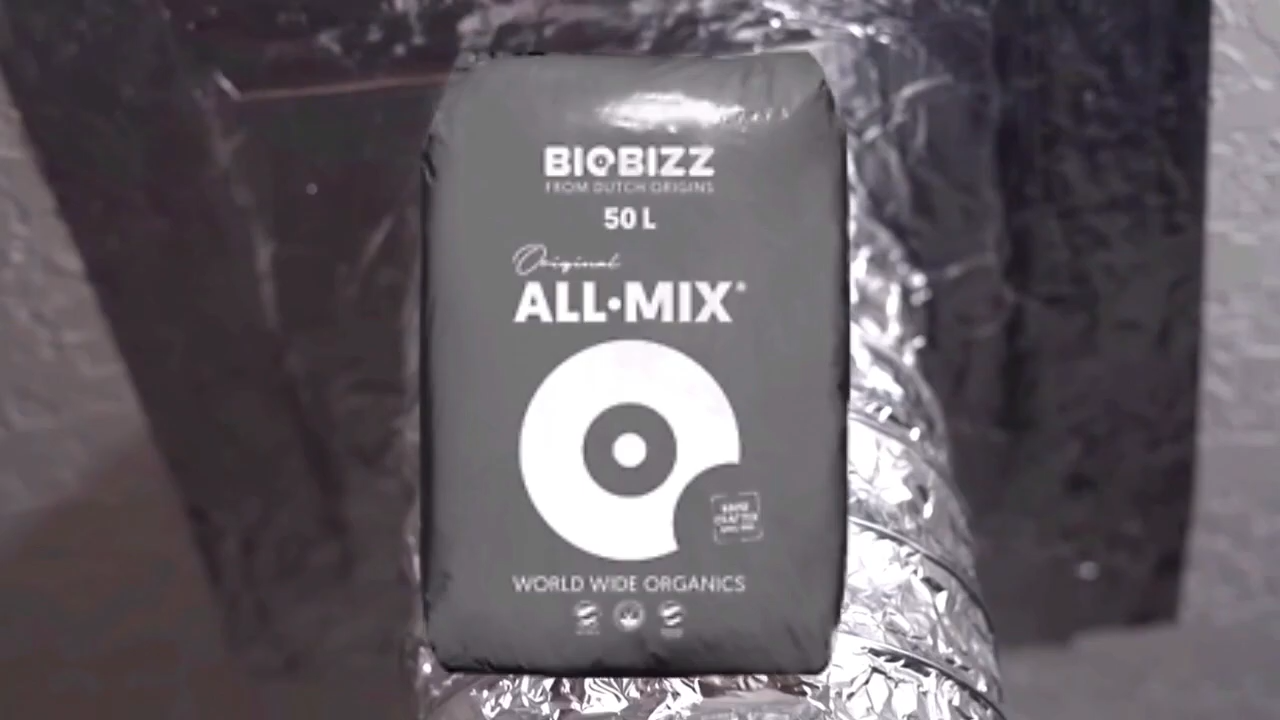 BIOBIZZ
FROM DUTCH ORIGINS
50 L
Original
ALL•MIX®
WORLD WIDE ORGANICS